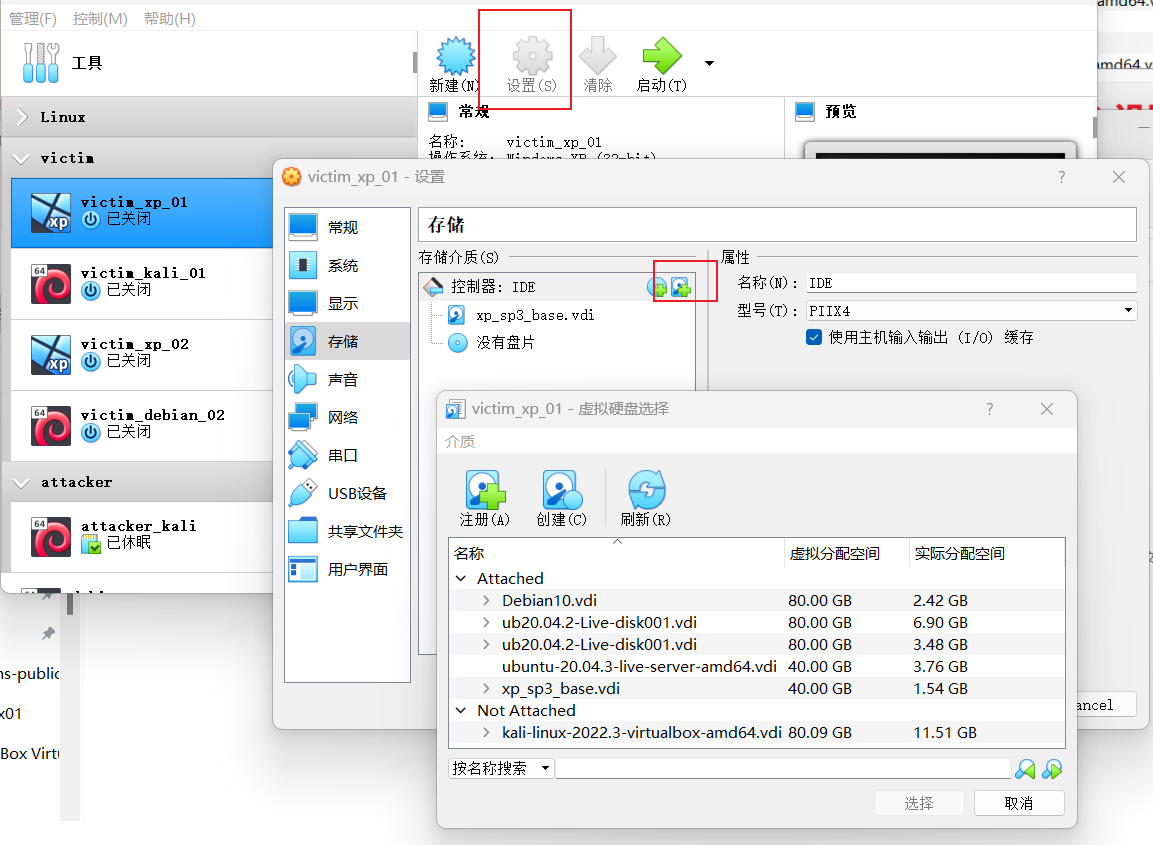 管理(F) 控制(M) 帮助(H)
工具
新建(N)
设置(S)
清除
启动(T)
Linux
victim
victim_xp_01
已关闭
victim_kali_01
已关闭
victim_xp_02
已关闭
victim_debian_02
已关闭
attacker
attacker_kali
已休眠
常规
名称: victim_xp_01
操作系统: Windows XP (32-bit)
预览
amd64.v
victim_xp_01 - 设置
常规
系统
显示
存储
声音
网络
串口
USB设备
共享文件夹
用户界面
存储
存储介质(S)
控制器: IDE
xp_sp3_base.vdi
没有盘片
属性
名称(N): IDE
型号(T): PIIX4
使用主机输入输出 (I/O) 缓存
ancel
victim_xp_01 - 虚拟硬盘选择
介质
注册(A)
创建(C)
刷新(R)
名称 虚拟分配空间 实际分配空间
Attached
Debian10.vdi 80.00 GB 2.42 GB
ub20.04.2-Live-disk001.vdi 80.00 GB 6.90 GB
ub20.04.2-Live-disk001.vdi 80.00 GB 3.48 GB
ubuntu-20.04.3-live-server-amd64.vdi 40.00 GB 3.76 GB
xp_sp3_base.vdi 40.00 GB 1.54 GB
Not Attached
kali-linux-2022.3-virtualbox-amd64.vdi 80.09 GB 11.51 GB
按名称搜索
选择
取消
ns-public
x01
Box Virtu